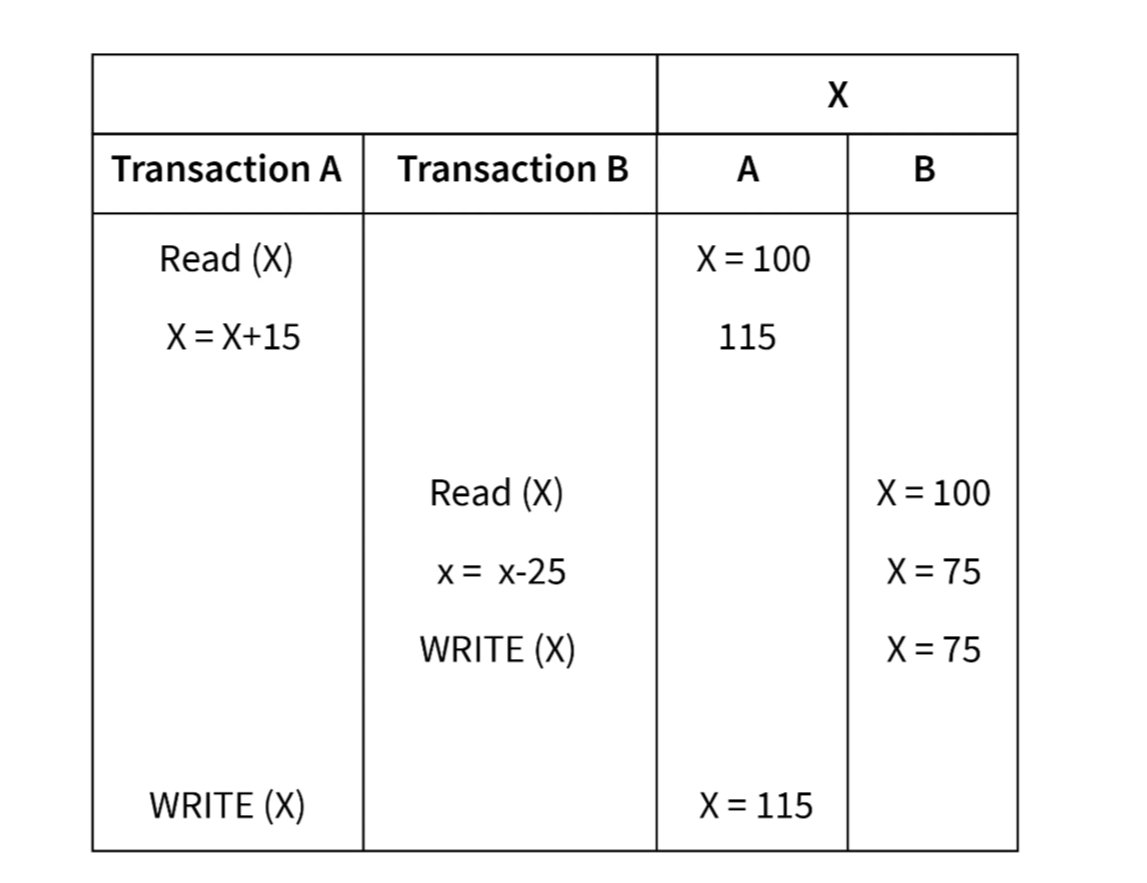 X
Transaction A Transaction B A B
Read (X) X = 100
X = X+15 115
Read (X) X = 100
x = x-25 X = 75
WRITE (X) X = 75
WRITE (X) X = 115